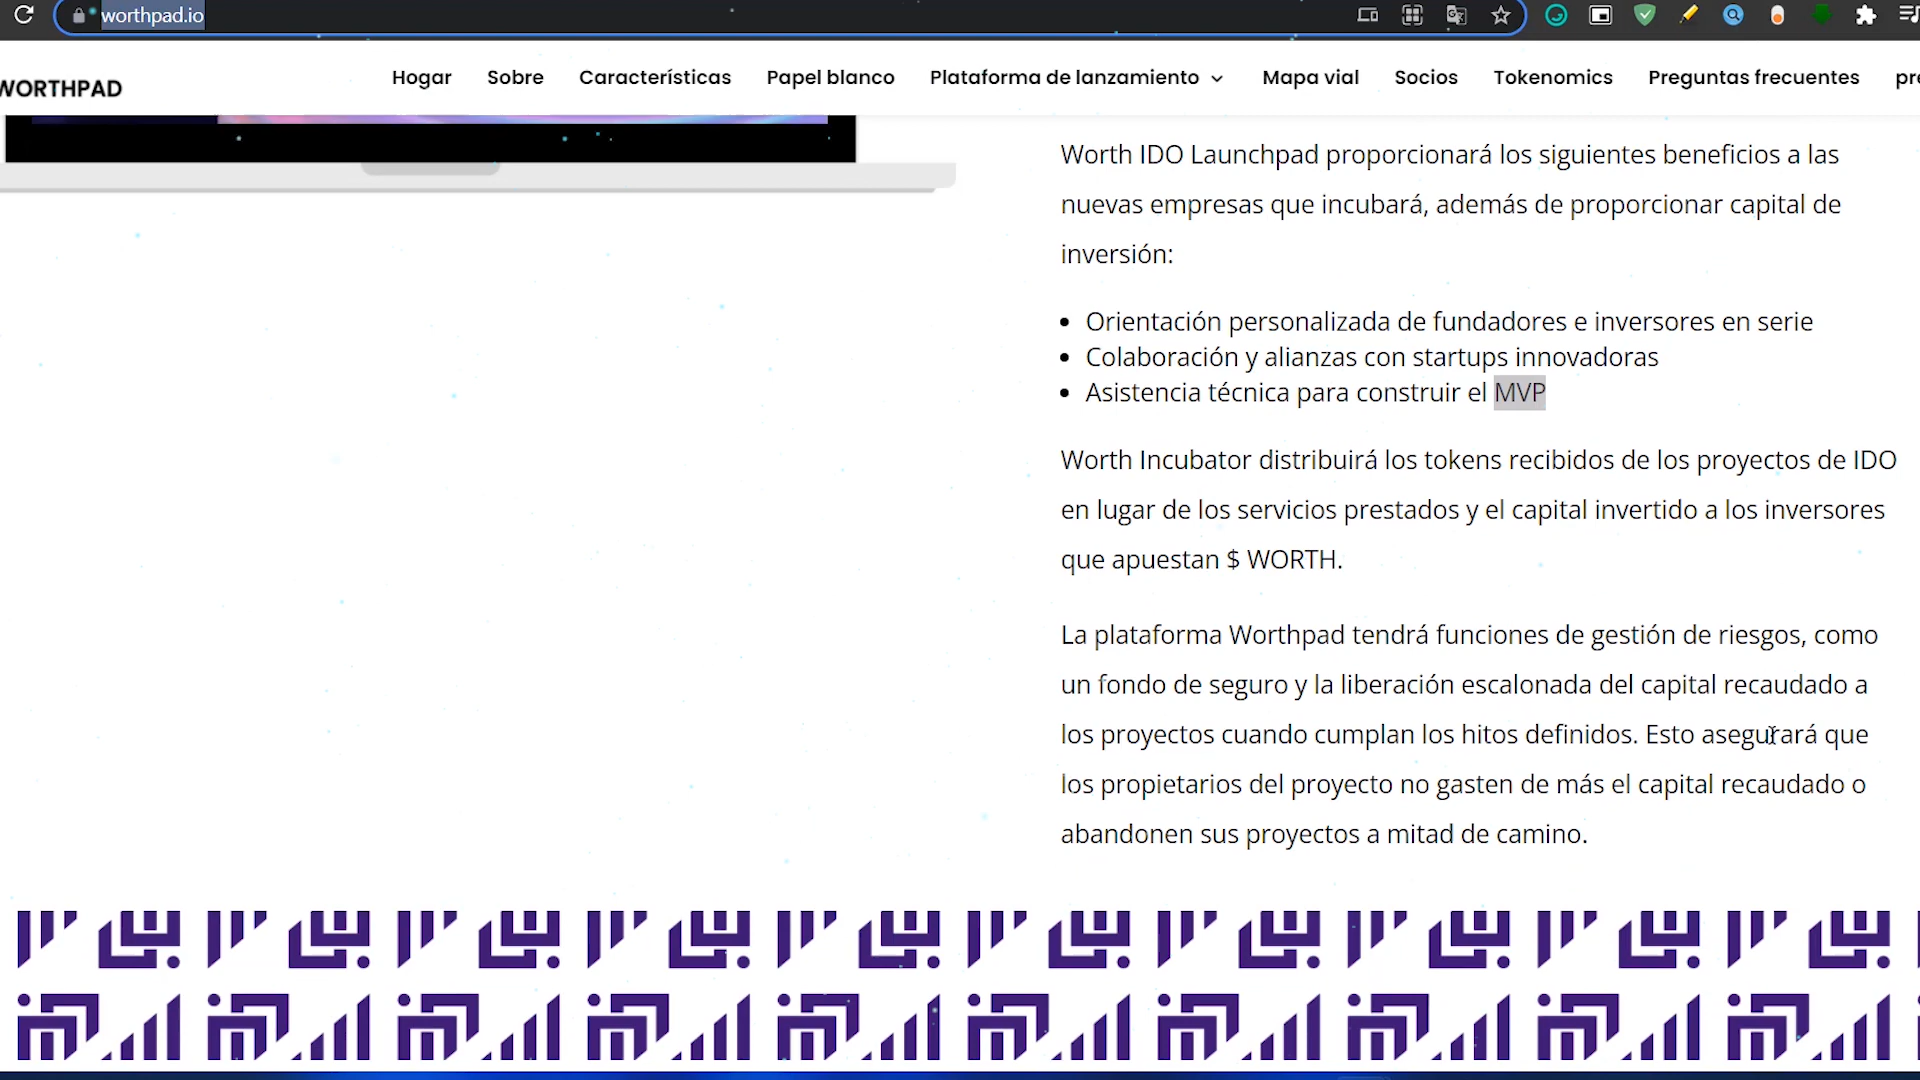 worthpad.io
WORTHPAD
Hogar Sobre Características Papel blanco Plataforma de lanzamiento Mapa vial Socios Tokenomics Preguntas frecuentes
Worth IDO Launchpad proporcionará los siguientes beneficios a las
nuevas empresas que incubará, además de proporcionar capital de
inversión:
• Orientación personalizada de fundadores e inversores en serie
• Colaboración y alianzas con startups innovadoras
• Asistencia técnica para construir el MVP
Worth Incubator distribuirá los tokens recibidos de los proyectos de IDO
en lugar de los servicios prestados y el capital invertido a los inversores
que apuestan $ WORTH.
La plataforma Worthpad tendrá funciones de gestión de riesgos, como
un fondo de seguro y la liberación escalonada del capital recaudado a
los proyectos cuando cumplan los hitos definidos. Esto asegurará que
los propietarios del proyecto no gasten de más el capital recaudado o
abandonen sus proyectos a mitad de camino.